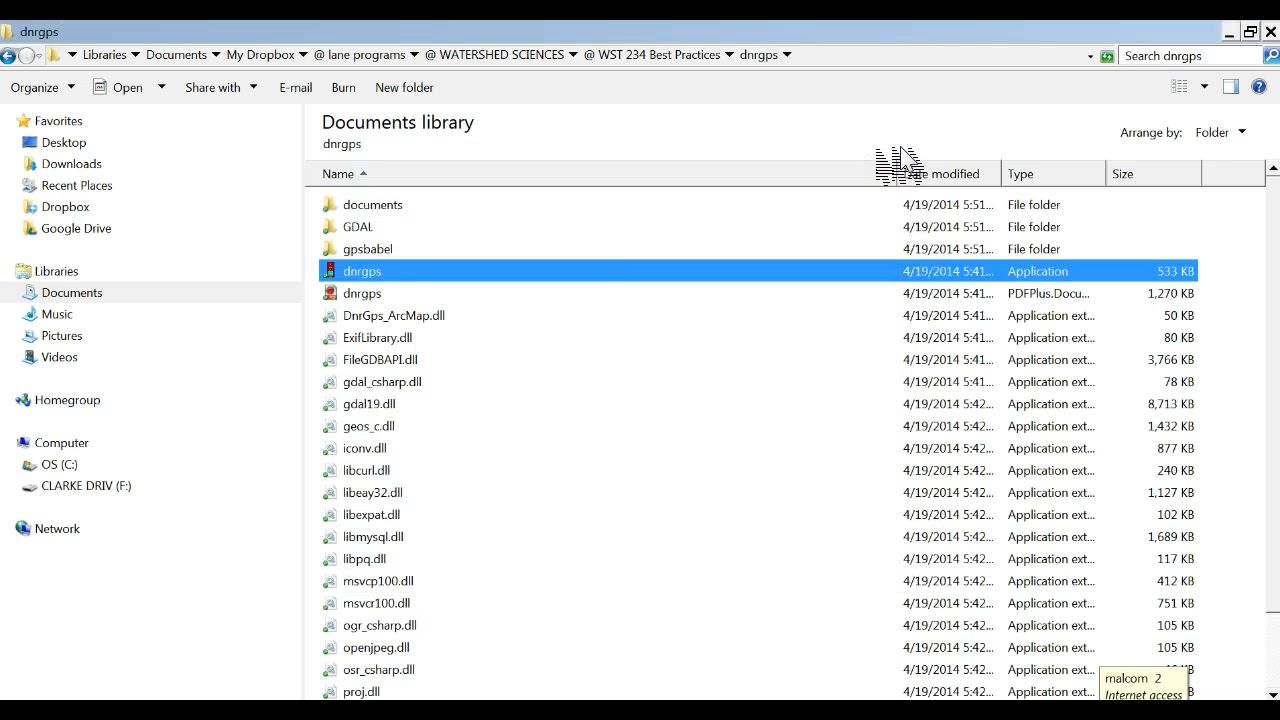 dnrgps
Libraries Documents My Dropbox @ lane programs @ WATERSHED SCIENCES @ WST 234 Best Practices dnrgps Search dnrgps
Organize Open Share with E-mail Burn New folder
Favorites
Desktop
Downloads
Recent Places
Dropbox
Google Drive
Libraries
Documents
Music
Pictures
Videos
Homegroup
Computer
OS (C:)
CLARKE DRIV (F:)
Network
Documents library
dnrgps
Arrange by: Folder
Name modified Type Size
documents 4/19/2014 5:51... File folder
GDAL 4/19/2014 5:51... File folder
gpsbabel 4/19/2014 5:51... File folder
dnrgps 4/19/2014 5:41... Application 533 KB
dnrgps 4/19/2014 5:41... PDFPlus.Docu... 1,270 KB
DnrGps_ArcMap.dll 4/19/2014 5:41... Application ext... 50 KB
ExifLibrary.dll 4/19/2014 5:41... Application ext... 80 KB
FileGDBAPI.dll 4/19/2014 5:41... Application ext... 3,766 KB
gdal_csharp.dll 4/19/2014 5:41... Application ext... 78 KB
gdal19.dll 4/19/2014 5:42... Application ext... 8,713 KB
geos_c.dll 4/19/2014 5:42... Application ext... 1,432 KB
iconv.dll 4/19/2014 5:42... Application ext... 877 KB
libcurl.dll 4/19/2014 5:42... Application ext... 240 KB
libeay32.dll 4/19/2014 5:42... Application ext... 1,127 KB
libexpat.dll 4/19/2014 5:42... Application ext... 102 KB
libmysql.dll 4/19/2014 5:42... Application ext... 1,689 KB
libpq.dll 4/19/2014 5:42... Application ext... 117 KB
msvcp100.dll 4/19/2014 5:42... Application ext... 412 KB
msvcr100.dll 4/19/2014 5:42... Application ext... 751 KB
ogr_csharp.dll 4/19/2014 5:42... Application ext... 105 KB
openjpeg.dll 4/19/2014 5:42... Application ext... 105 KB
osr_csharp.dll 4/19/2014 5:42... Application ext...
proj.dll 4/19/2014 5:42... Application ext...
malcom 2
Internet access